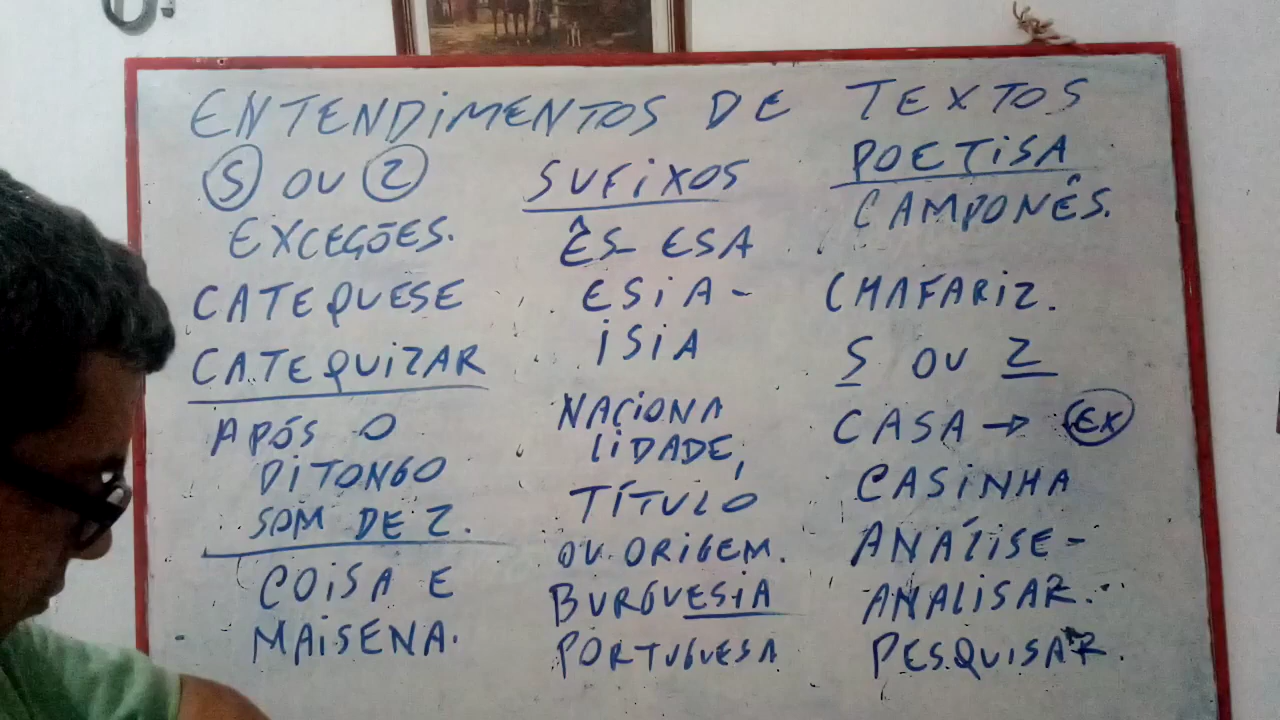 ENTENDIMENTOS DE TEXTOS
S OU Z
EXCEÇÕES.
CATEQUESE
CATEQUIZAR
APÓS O
DITONGO
SOM DE Z.
COISA E
MAISENA.
SUFIXOS
ÊS- ESA
ESIA-
ISIA
NACIONA
LIDADE,
TÍTULO
OU ORIGEM.
BURGUESIA
PORTUGUESA
POETISA
CAMPONÊS.
CHAFARIZ.
S OU Z
CASA → EX
CASINHA
ANÁLISE-
ANALISAR.
PESQUISAR.